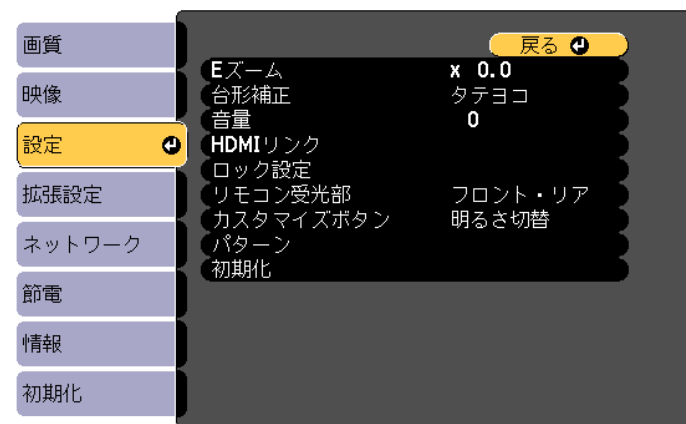 画質
映像
設定
拡張設定
ネットワーク
節電
情報
初期化
戻る
Eズーム x 0.0
台形補正 タテヨコ
音量 0
HDMIリンク
ロック設定
リモコン受光部 フロント・リア
カスタマイズボタン 明るさ切替
パターン
初期化